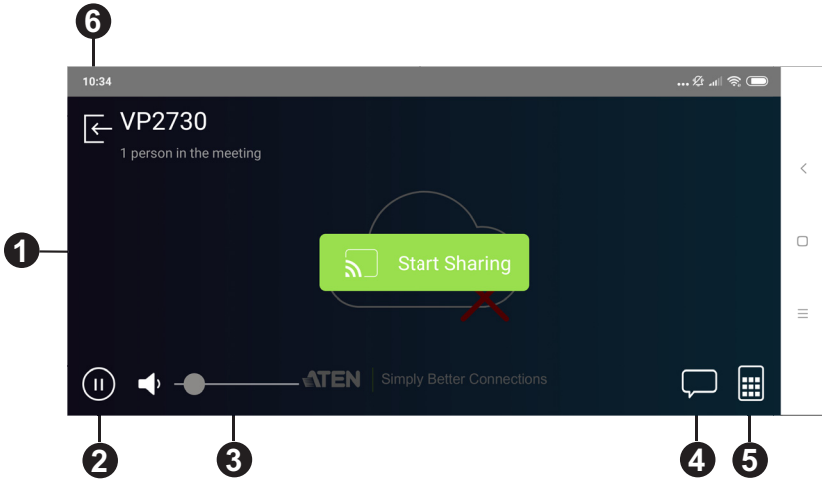 6
10:34
VP2730
1 person in the meeting
1
Start Sharing
ATEN Simply Better Connections
2
3
4
5